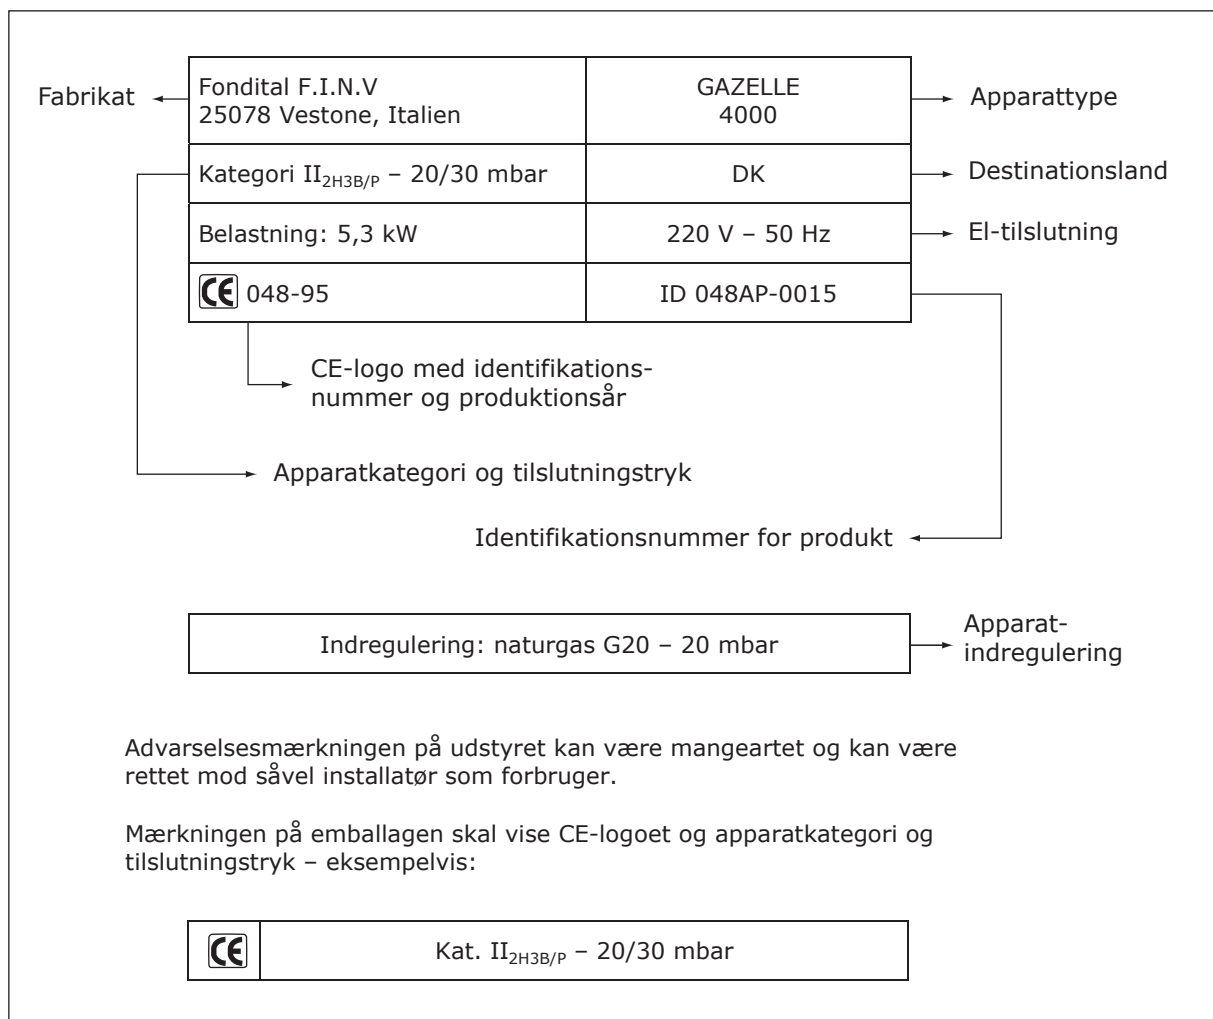 Fabrikat
Fondital F.I.N.V
25078 Vestone, Italien
GAZELLE
4000
Apparattype
Kategori II2H3B/P – 20/30 mbar
DK
Destinationsland
Belastning: 5,3 kW
220 V – 50 Hz
El-tilslutning
CE 048-95
ID 048AP-0015
CE-logo med identifikations-
nummer og produktionsår
Apparatkategori og tilslutningstryk
Identifikationsnummer for produkt
Indregulering: naturgas G20 – 20 mbar
Apparat-
indregulering
Advarselsesmærkningen på udstyret kan være mangeartet og kan være
rettet mod såvel installatør som forbruger.
Mærkningen på emballagen skal vise CE-logoet og apparatkategori og
tilslutningstryk – eksempelvis:
CE
Kat. II2H3B/P – 20/30 mbar